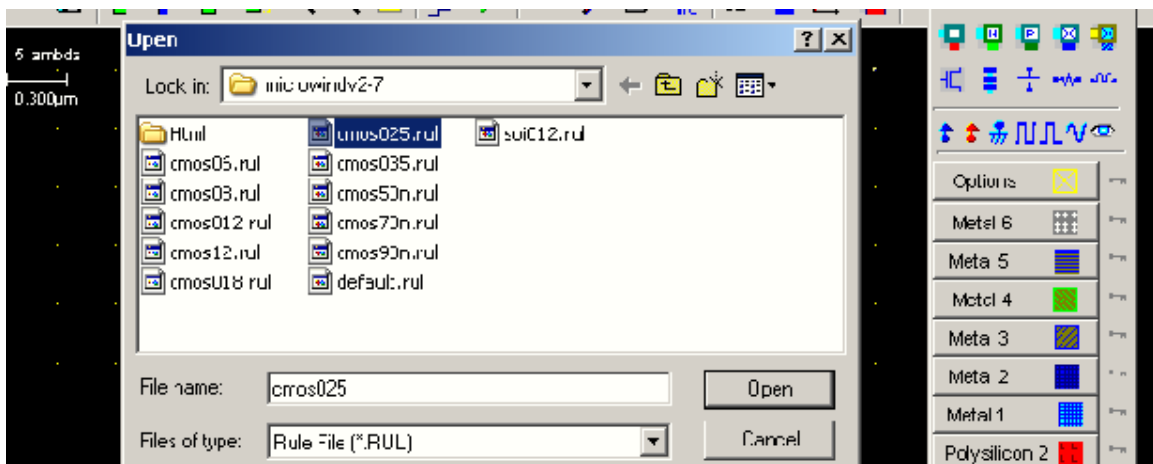 Open
5 lambda
Look in: microwindv2-7
0.300µm
Html cmos025.rul soi012.rul
cmos06.rul cmos035.rul
cmos08.rul cmos50n.rul
cmos012.rul cmos70n.rul
cmos12.rul cmos90n.rul
cmos018.rul default.rul
File name: cmos025 Open
Files of type: Rule File (*.RUL) Cancel
Options
Metal 6
Metal 5
Metal 4
Metal 3
Metal 2
Metal 1
Polysilicon 2